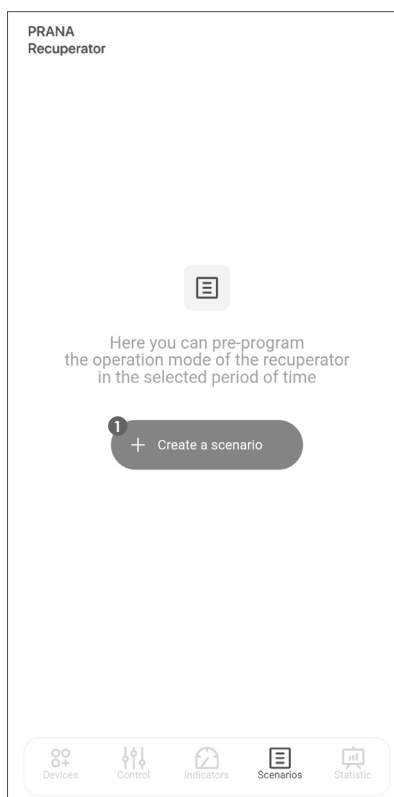 PRANA
Recuperator
Here you can pre-program
the operation mode of the recuperator
in the selected period of time
1
+ Create a scenario
Devices
Control
Indicators
Scenarios
Statistic